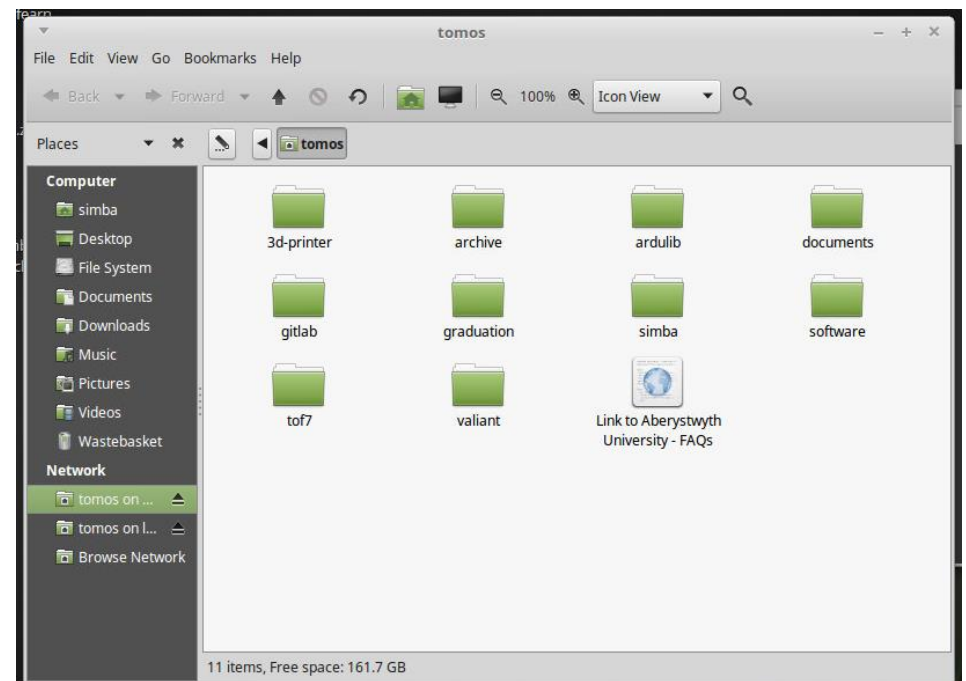 fearn
tomos
File Edit View Go Bookmarks Help
Back Forward 100% Icon View
Places tomos
Computer
simba
Desktop
File System
Documents
Downloads
Music
Pictures
Videos
Wastebasket
Network
tomos on ...
tomos on l...
Browse Network
3d-printer archive ardulib documents
gitlab graduation simba software
tof7 valiant Link to Aberystwyth
University - FAQs
11 items, Free space: 161.7 GB